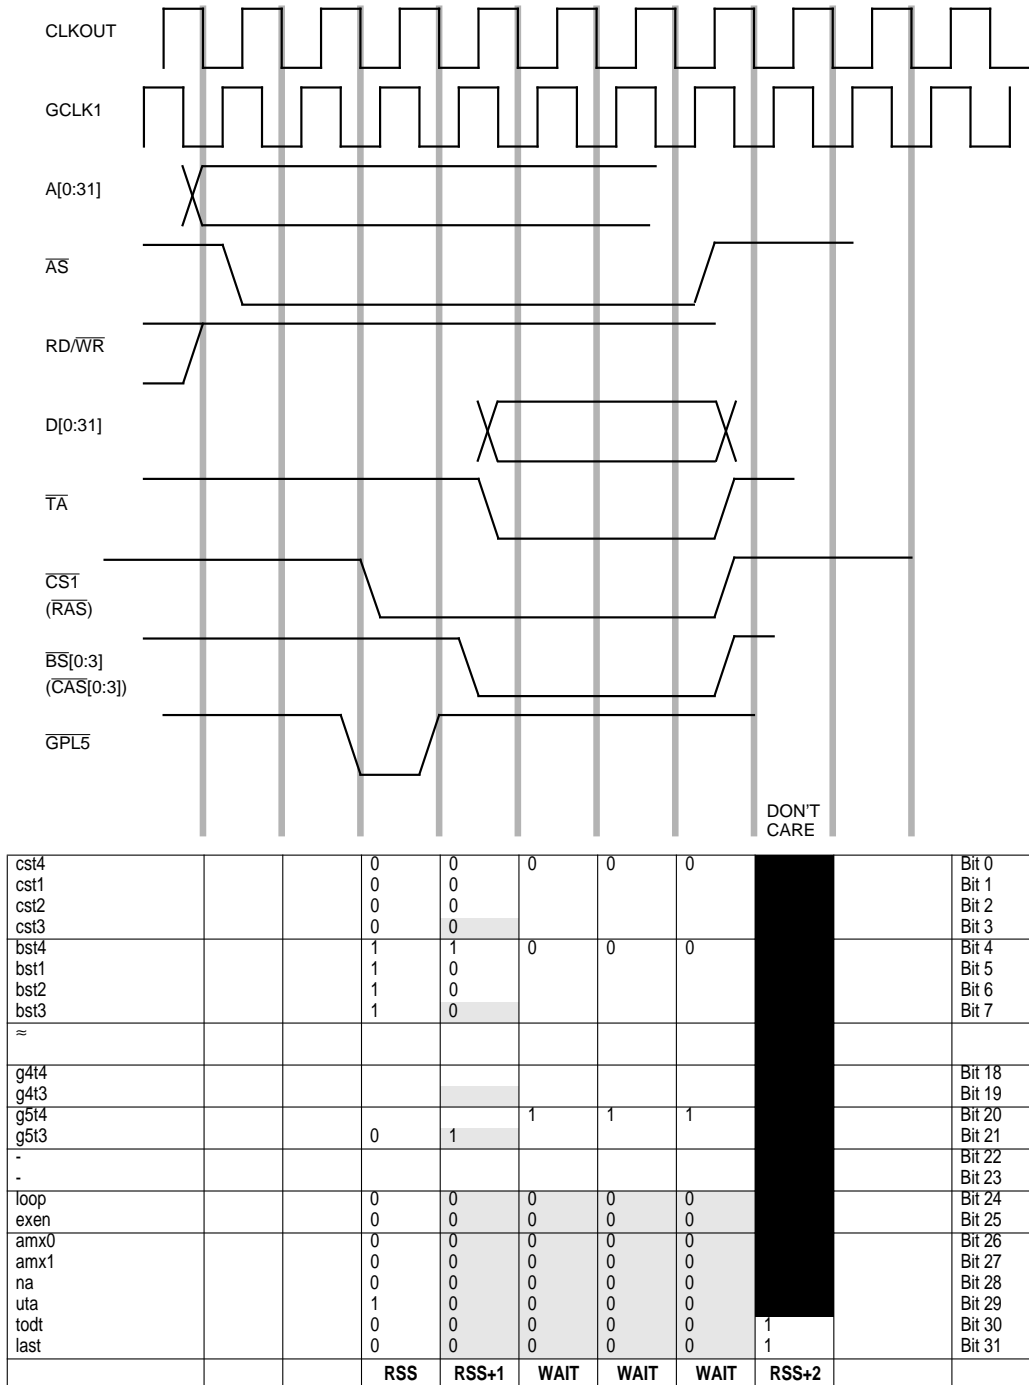 CLKOUT
GCLK1
A[0:31]
A̅S̅
RD/W̅R̅
D[0:31]
T̅A̅
C̅S̅1̅
(R̅A̅S̅)
B̅S̅[0:3]
(C̅A̅S̅[0:3])
G̅P̅L̅5̅
DON'T
CARE
cst4 0 0 0 0 0 Bit 0
cst1 0 0 Bit 1
cst2 0 0 Bit 2
cst3 0 0 Bit 3
bst4 1 1 0 0 0 Bit 4
bst1 1 0 Bit 5
bst2 1 0 Bit 6
bst3 1 0 Bit 7
≈
g4t4 Bit 18
g4t3 Bit 19
g5t4 1 1 1 Bit 20
g5t3 0 1 Bit 21
- Bit 22
- Bit 23
loop 0 0 0 0 0 Bit 24
exen 0 0 0 0 0 Bit 25
amx0 0 0 0 0 0 Bit 26
amx1 0 0 0 0 0 Bit 27
na 0 0 0 0 0 Bit 28
uta 1 0 0 0 0 Bit 29
todt 0 0 0 0 0 1 Bit 30
last 0 0 0 0 0 1 Bit 31
RSS RSS+1 WAIT WAIT WAIT RSS+2